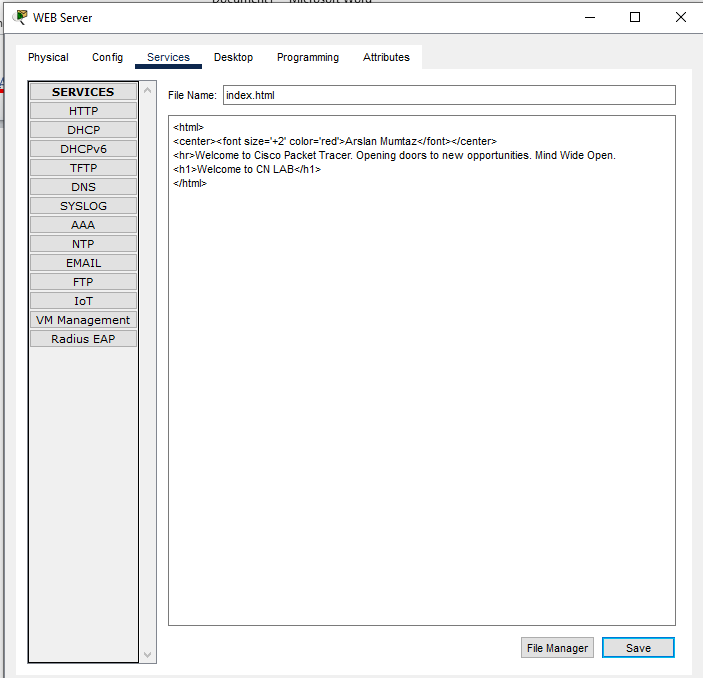 Document1 - Microsoft Word
WEB Server
Physical Config Services Desktop Programming Attributes
SERVICES
HTTP
DHCP
DHCPv6
TFTP
DNS
SYSLOG
AAA
NTP
EMAIL
FTP
IoT
VM Management
Radius EAP
File Name: index.html
<html>
<center><font size='+2' color='red'>Arslan Mumtaz</font></center>
<hr>Welcome to Cisco Packet Tracer. Opening doors to new opportunities. Mind Wide Open.
<h1>Welcome to CN LAB</h1>
</html>
File Manager Save